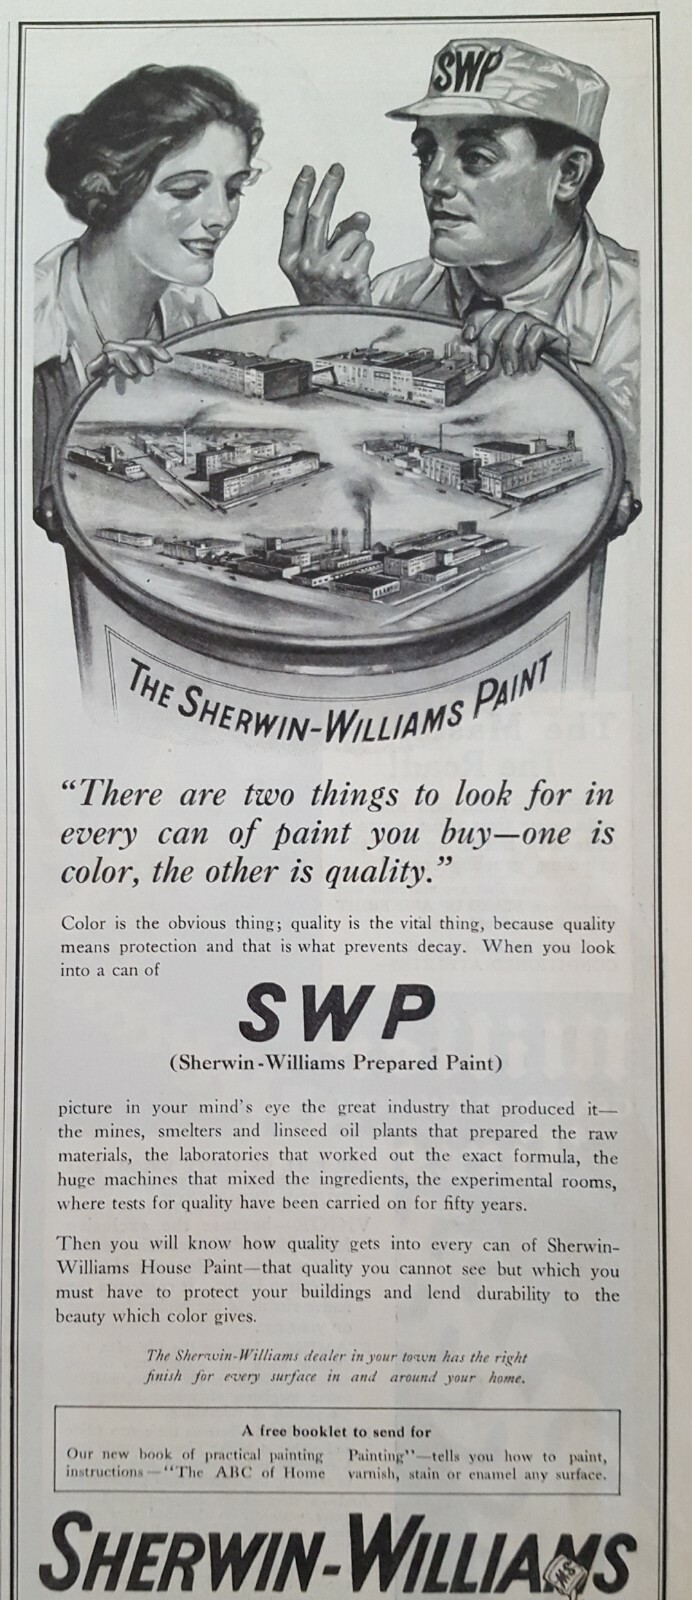 SWP
THE SHERWIN-WILLIAMS PAINT
“There are two things to look for in
every can of paint you buy—one is
color, the other is quality.”
Color is the obvious thing; quality is the vital thing, because quality
means protection and that is what prevents decay. When you look
into a can of
SWP
(Sherwin-Williams Prepared Paint)
picture in your mind's eye the great industry that produced it—
the mines, smelters and linseed oil plants that prepared the raw
materials, the laboratories that worked out the exact formula, the
huge machines that mixed the ingredients, the experimental rooms,
where tests for quality have been carried on for fifty years.
Then you will know how quality gets into every can of Sherwin-
Williams House Paint—that quality you cannot see but which you
must have to protect your buildings and lend durability to the
beauty which color gives.
The Sherwin-Williams dealer in your town has the right
finish for every surface in and around your home.
A free booklet to send for
Our new book of practical painting
instructions—“The ABC of Home
Painting”—tells you how to paint,
varnish, stain or enamel any surface.
SHERWIN-WILLIAMS